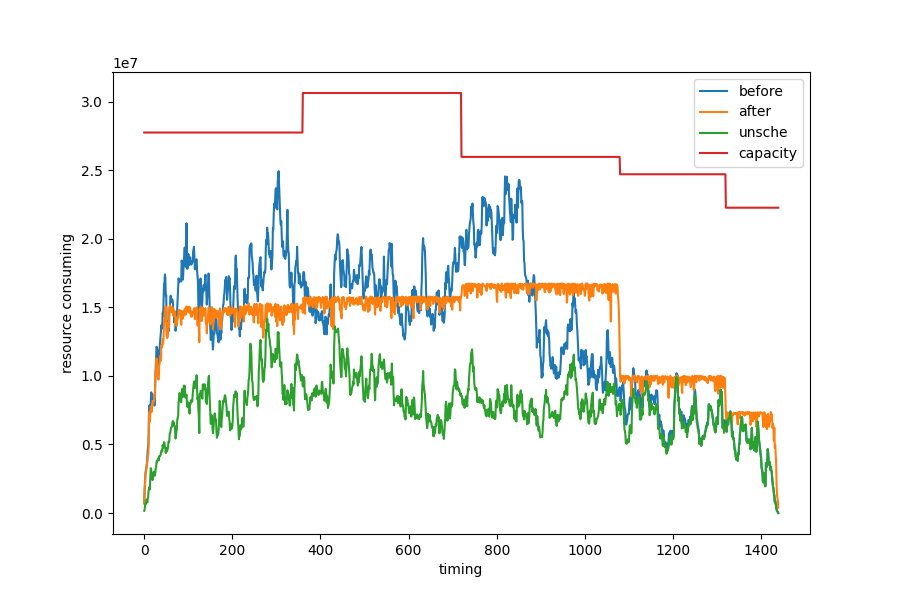 1e7
before
after
unsche
capacity
3.0
2.5
2.0
1.5
1.0
0.5
0.0
resource consuming
0 200 400 600 800 1000 1200 1400
timing